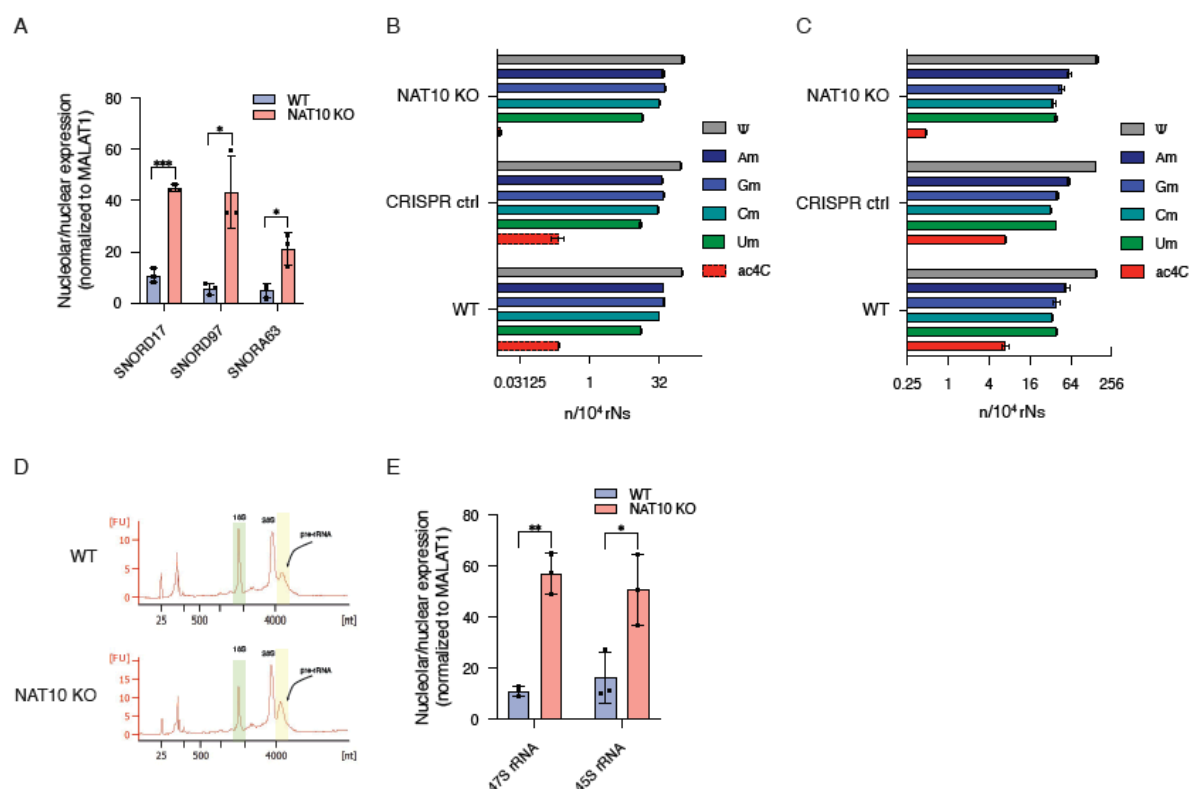 A
Nucleolar/nuclear expression
(normalized to MALAT1)
80
60
40
20
0
WT
NAT10 KO
***
*
*
SNORD17
SNORD97
SNORA63
B
NAT10 KO
CRISPR ctrl
WT
0.03125
1
32
n/10⁴ rNs
Ψ
Am
Gm
Cm
Um
ac4C
C
NAT10 KO
CRISPR ctrl
WT
0.25
1
4
16
64
256
n/10⁴ rNs
Ψ
Am
Gm
Cm
Um
ac4C
D
WT
[FU]
10
5
0
18S
28S
pre-rRNA
25
500
4000
[nt]
NAT10 KO
[FU]
15
10
5
0
18S
28S
pre-rRNA
25
500
4000
[nt]
E
Nucleolar/nuclear expression
(normalized to MALAT1)
80
60
40
20
0
WT
NAT10 KO
**
*
47S rRNA
45S rRNA